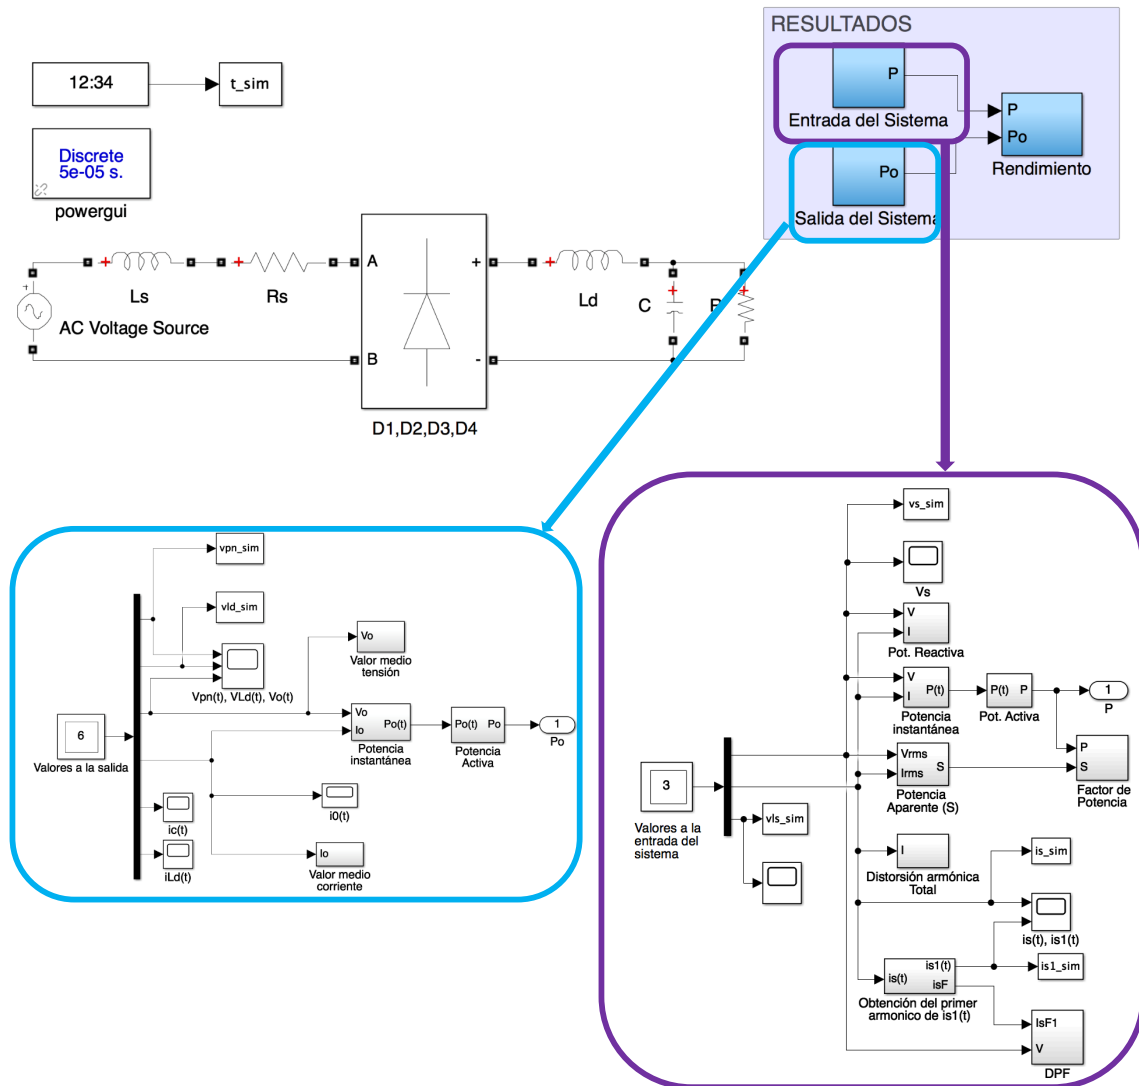 RESULTADOS
12:34
t_sim
Discrete
5e-05 s.
powergui
P
Entrada del Sistema
Po
Salida del Sistema
P
Po
Rendimiento
+
Ls
+
Rs
A
B
+
-
D1,D2,D3,D4
+
AC Voltage Source
+
Ld
+
C
+
R
vpn_sim
vld_sim
Vpn(t), VLd(t), Vo(t)
Vo
Valor medio
tensión
6
Valores a la salida
Vo
Io
Po(t)
Potencia
instantánea
Po(t)
Po
Potencia
Activa
1
Po
ic(t)
iLd(t)
i0(t)
Io
Valor medio
corriente
vs_sim
Vs
V
I
Pot. Reactiva
V
I
P(t)
Potencia
instantánea
P(t)
P
Pot. Activa
1
P
Vrms
Irms
S
Potencia
Aparente (S)
P
S
Factor de
Potencia
3
Valores a la
entrada del
sistema
vls_sim
I
Distorsión armónica
Total
is_sim
is(t), is1(t)
is(t)
is1(t)
isF
Obtención del primer
armonico de is1(t)
is1_sim
IsF1
V
DPF